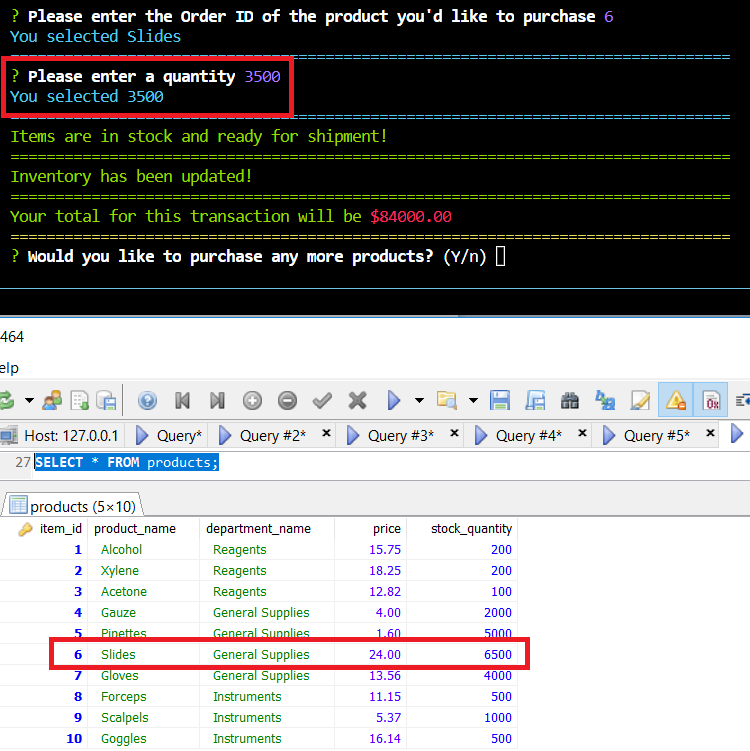 ? Please enter the Order ID of the product you'd like to purchase 6
You selected Slides
? Please enter a quantity 3500
You selected 3500
Items are in stock and ready for shipment!
Inventory has been updated!
Your total for this transaction will be $84000.00
? Would you like to purchase any more products? (Y/n)
464
elp
Host: 127.0.0.1 Query* Query #2* Query #3* Query #4* Query #5*
27 SELECT * FROM products;
products (5×10)
item_id product_name department_name price stock_quantity
1 Alcohol Reagents 15.75 200
2 Xylene Reagents 18.25 200
3 Acetone Reagents 12.82 100
4 Gauze General Supplies 4.00 2000
5 Pipettes General Supplies 1.60 5000
6 Slides General Supplies 24.00 6500
7 Gloves General Supplies 13.56 4000
8 Forceps Instruments 11.15 500
9 Scalpels Instruments 5.37 1000
10 Goggles Instruments 16.14 500